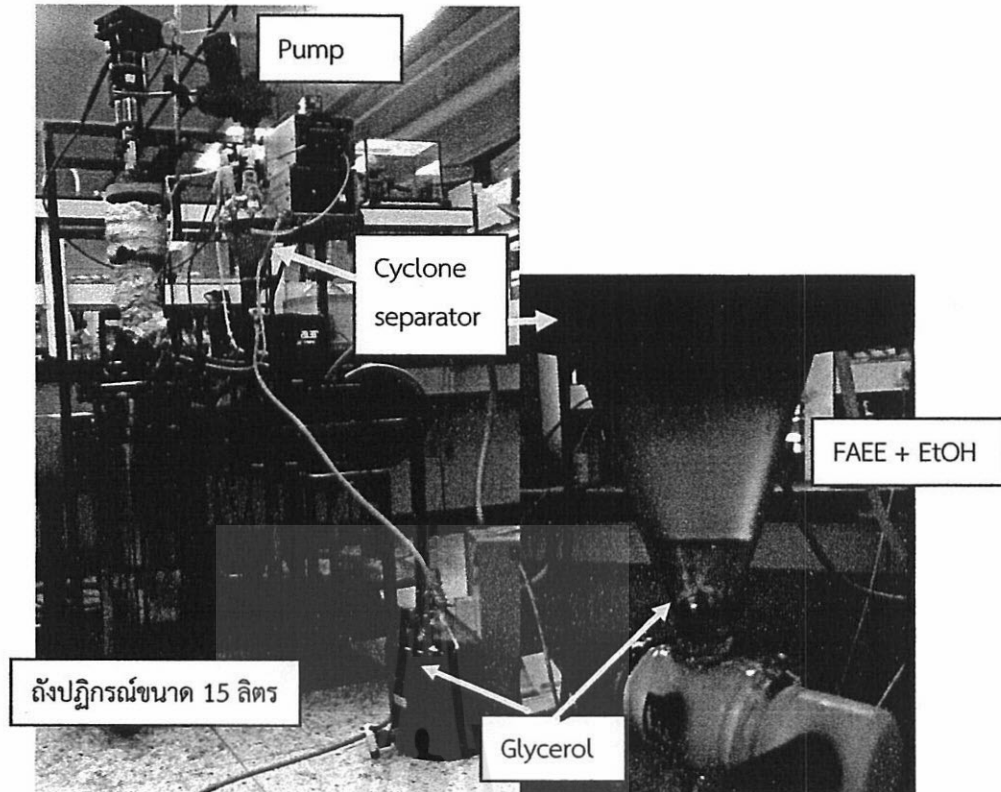 Pump
Cyclone
separator
FAEE + EtOH
ถังปฏิกรณ์ขนาด 15 ลิตร
Glycerol